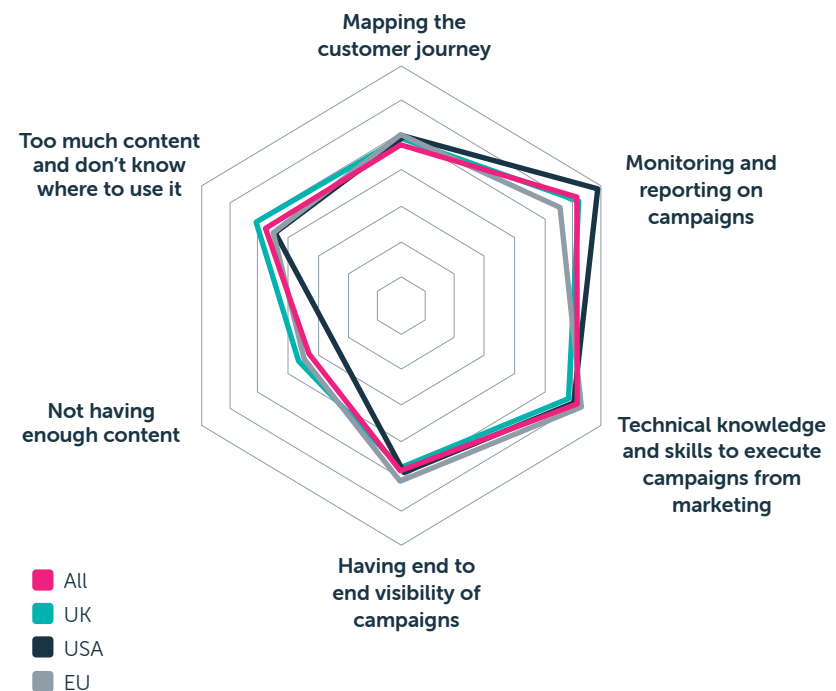 Mapping the
customer journey
Too much content
and don't know
where to use it
Monitoring and
reporting on
campaigns
Not having
enough content
Technical knowledge
and skills to execute
campaigns from
marketing
Having end to
end visibility of
campaigns
All
UK
USA
EU